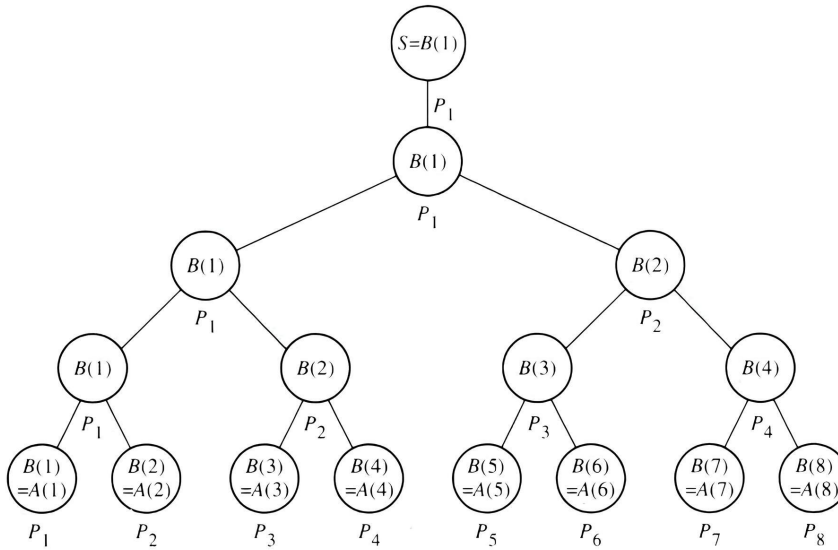 S=B(1)
P1
B(1)
P1
B(1)
B(2)
P1
P2
B(1)
B(2)
B(3)
B(4)
P1
P2
P3
P4
B(1)
=A(1)
B(2)
=A(2)
B(3)
=A(3)
B(4)
=A(4)
B(5)
=A(5)
B(6)
=A(6)
B(7)
=A(7)
B(8)
=A(8)
P1
P2
P3
P4
P5
P6
P7
P8